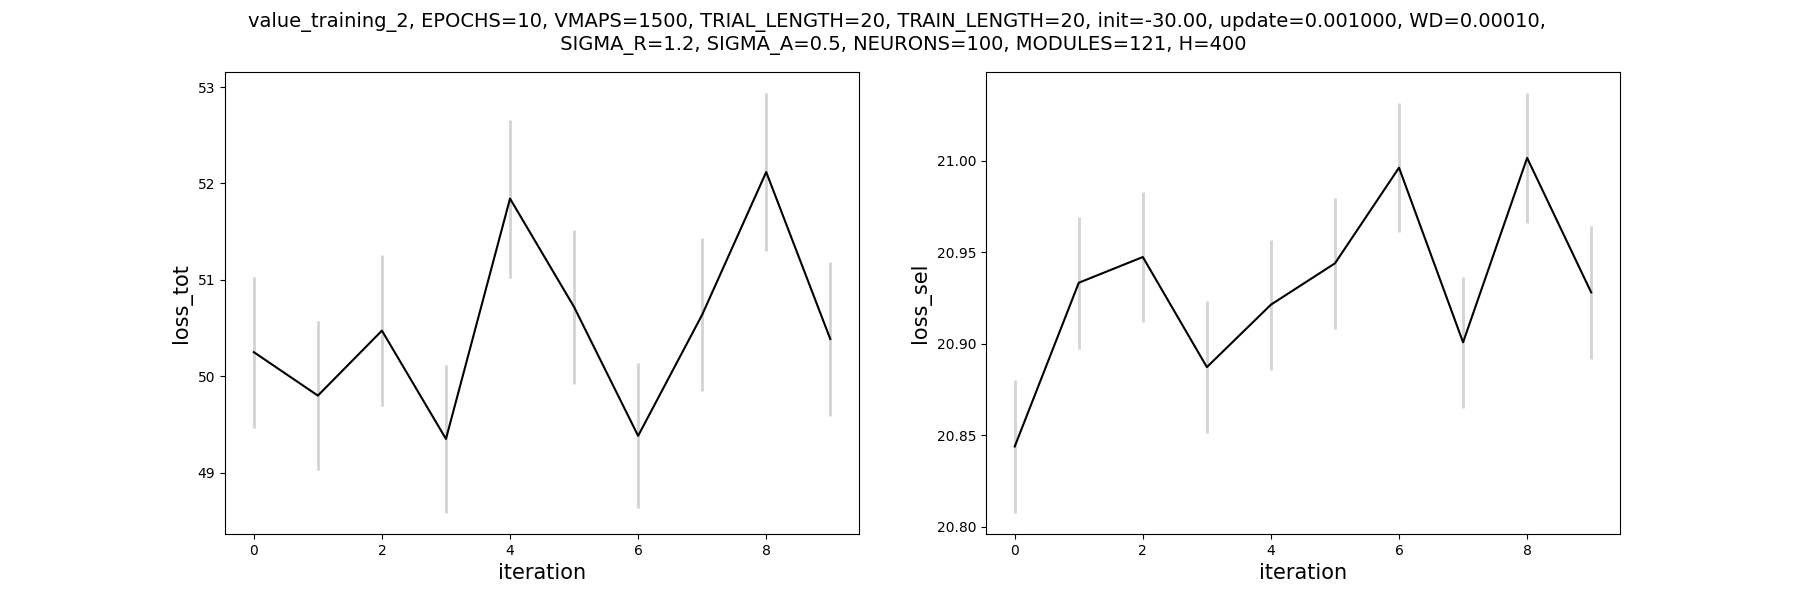 value_training_2, EPOCHS=10, VMAPS=1500, TRIAL_LENGTH=20, TRAIN_LENGTH=20, init=-30.00, update=0.001000, WD=0.00010,
SIGMA_R=1.2, SIGMA_A=0.5, NEURONS=100, MODULES=121, H=400
53
52
51
50
49
loss_tot
0 2 4 6 8
iteration
21.00
20.95
20.90
20.85
20.80
loss_sel
0 2 4 6 8
iteration